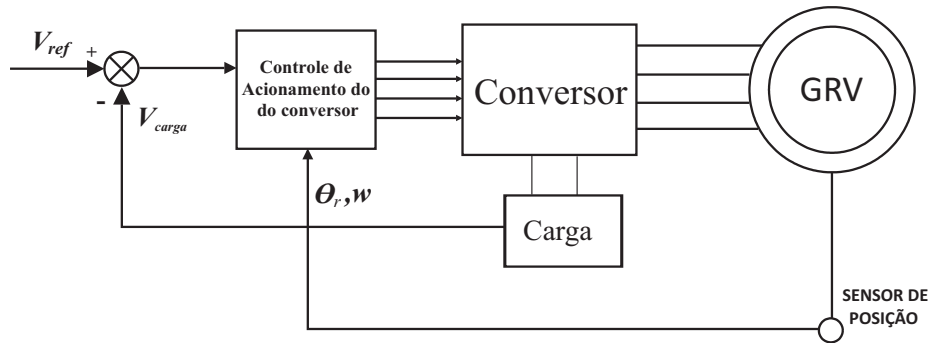 V_ref
+
-
V_carga
Controle de
Acionamento do
do conversor
Conversor
GRV
ϴ_r,w
Carga
SENSOR DE
POSIÇÃO